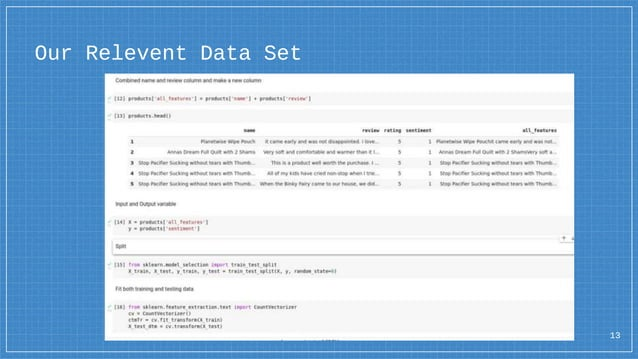 Our Relevent Data Set
Combined name and review column and make a new column
[12] products['all_features'] = products['name'] + products['review']
[13] products.head()
name review rating sentiment all_features
1 Planetwise Wipe Pouch it came early and was not disappointed. i love... 5 1 Planetwise Wipe Pouchit came early and was not...
2 Annas Dream Full Quilt with 2 Shams Very soft and comfortable and warmer than it l... 5 1 Annas Dream Full Quilt with 2 ShamsVery soft a...
3 Stop Pacifier Sucking without tears with Thumb... This is a product well worth the purchase. I ... 5 1 Stop Pacifier Sucking without tears with Thumb...
4 Stop Pacifier Sucking without tears with Thumb... All of my kids have cried non-stop when I trie... 5 1 Stop Pacifier Sucking without tears with Thumb...
5 Stop Pacifier Sucking without tears with Thumb... When the Binky Fairy came to our house, we did... 5 1 Stop Pacifier Sucking without tears with Thumb...
Input and Output variable
[14] X = products['all_features']
y = products['sentiment']
Split
[15] from sklearn.model_selection import train_test_split
X_train, X_test, y_train, y_test = train_test_split(X, y, random_state=0)
Fit both training and testing data
[16] from sklearn.feature_extraction.text import CountVectorizer
cv = CountVectorizer()
ctmTr = cv.fit_transform(X_train)
X_test_dtm = cv.transform(X_test)
13